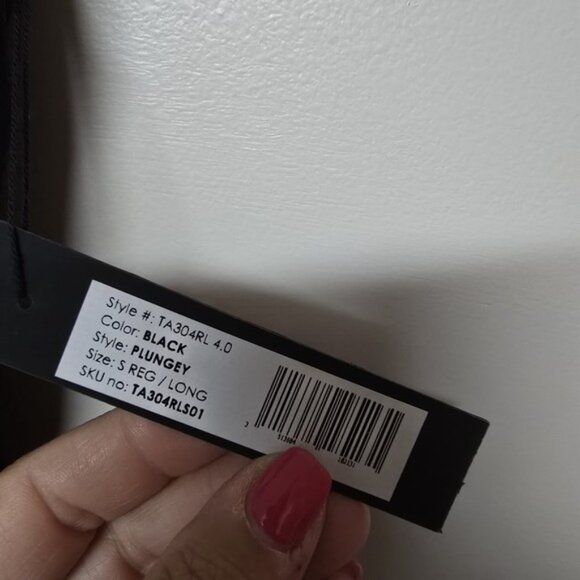 Style #: TA304RL 4.0
Color: BLACK
Style: PLUNGEY
Size: S REG / LONG
SKU no: TA304RLS01